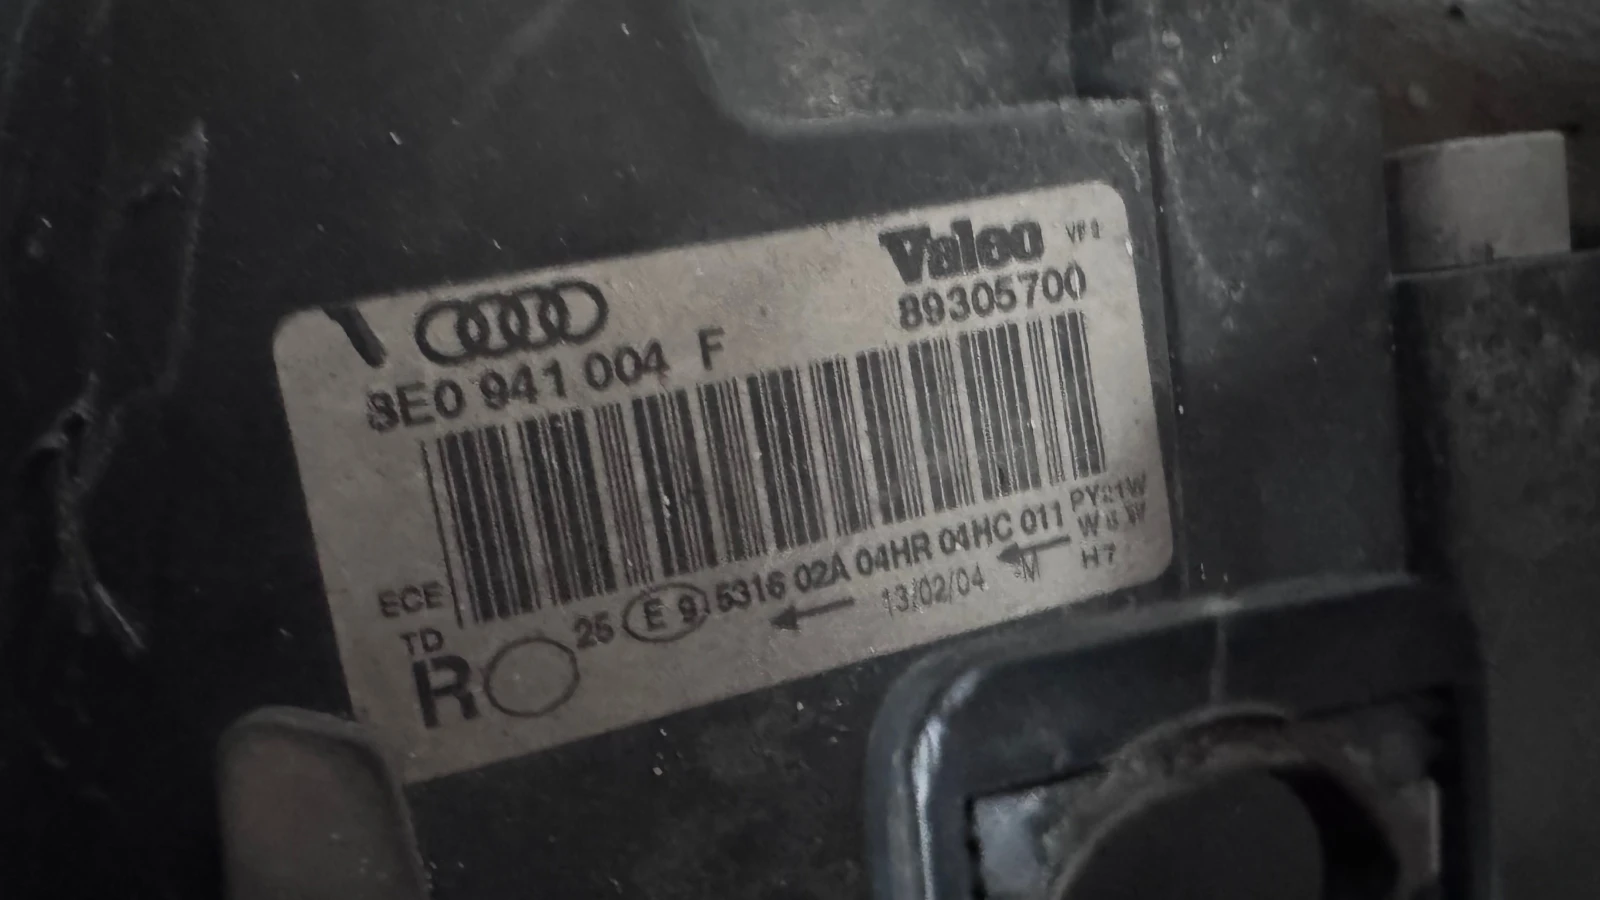 Valeo
89305700
8E0 941 004 F
25 E 9 5316 02A 04HR 04HC 011
PY21W
W
H7
13/02/04 M
ECE
TD
R